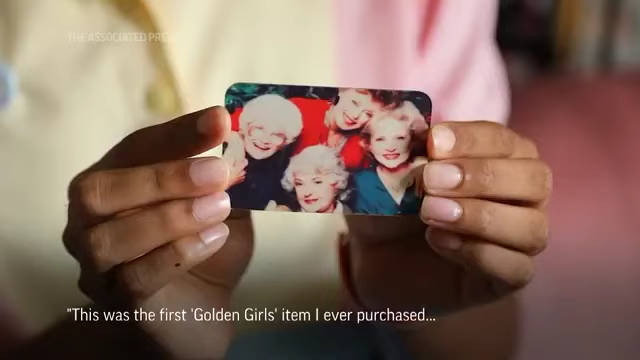 THE ASSOCIATED PRESS
"This was the first 'Golden Girls' item I ever purchased...